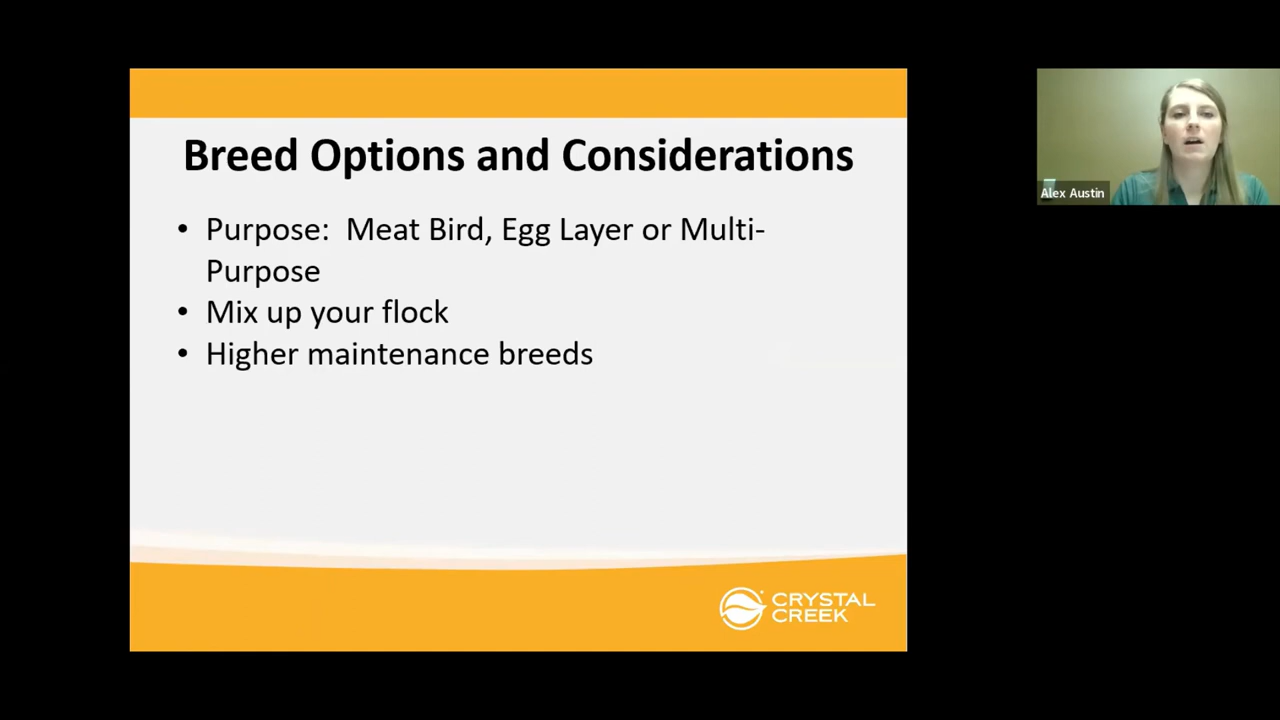 Breed Options and Considerations
• Purpose:  Meat Bird, Egg Layer or Multi-
Purpose
• Mix up your flock
• Higher maintenance breeds
CRYSTAL
CREEK
Alex Austin